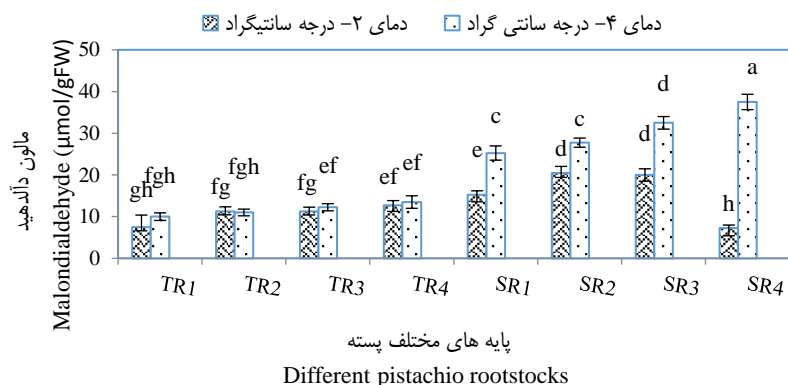 دمای ۲- درجه سانتیگراد
دمای ۴- درجه سانتی گراد
مالون دآلدهید
Malondialdehyde (µmol/gFW)
50
40
30
20
10
0
gh
fgh
fg
fgh
fg
ef
ef
ef
e
c
d
c
d
d
h
a
TR1
TR2
TR3
TR4
SR1
SR2
SR3
SR4
پایه های مختلف پسته
Different pistachio rootstocks